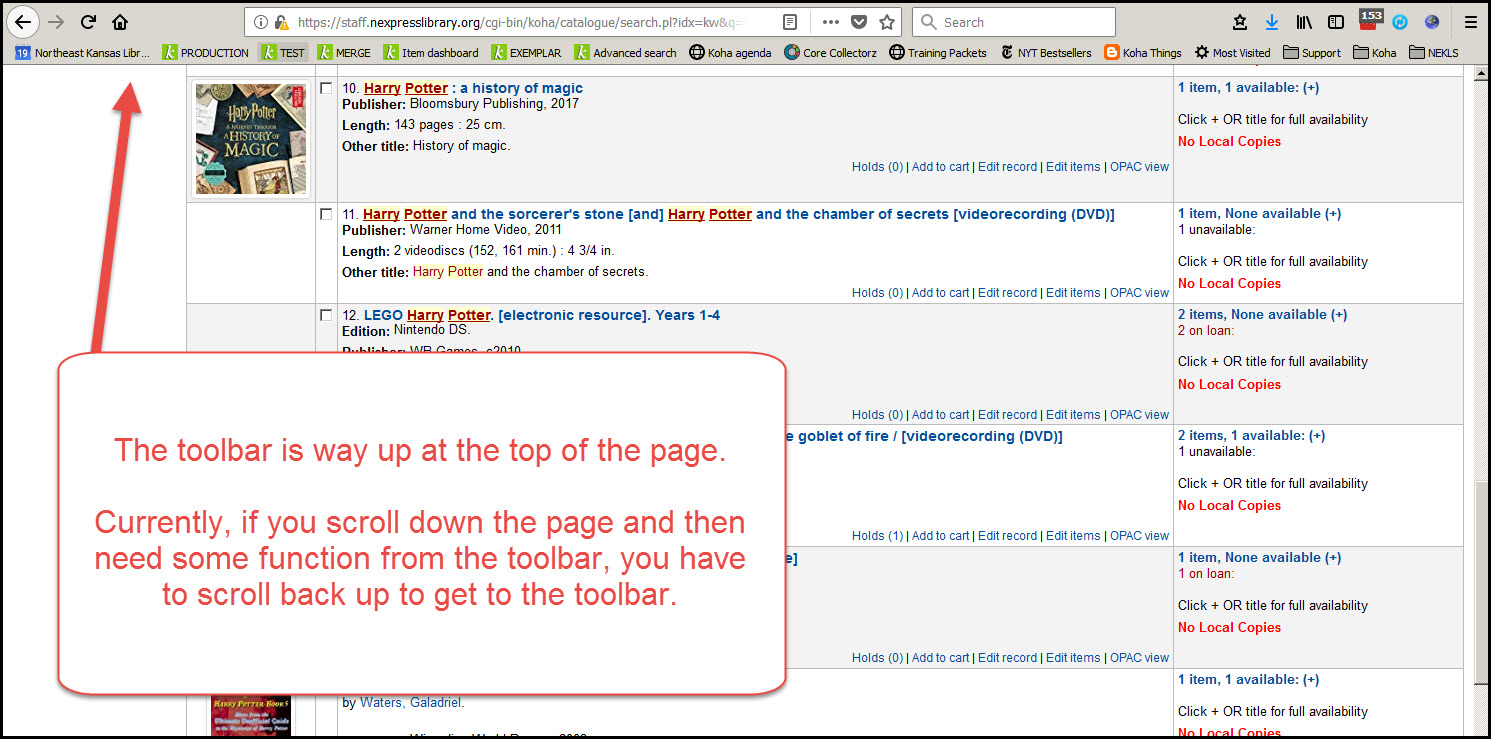 https://staff.nexpresslibrary.org/cgi-bin/koha/catalogue/search.pl?idx=kw&q=
Search
153
19 Northeast Kansas Libr...
PRODUCTION
TEST
MERGE
Item dashboard
EXEMPLAR
Advanced search
Koha agenda
Core Collectorz
Training Packets
NYT Bestsellers
Koha Things
Most Visited
Support
Koha
NEKLS
Harry Potter
A JOURNEY THROUGH
A HISTORY OF
MAGIC
10. Harry Potter : a history of magic
Publisher: Bloomsbury Publishing, 2017
Length: 143 pages : 25 cm.
Other title: History of magic.
Holds (0) | Add to cart | Edit record | Edit items | OPAC view
1 item, 1 available: (+)
Click + OR title for full availability
No Local Copies
11. Harry Potter and the sorcerer's stone [and] Harry Potter and the chamber of secrets [videorecording (DVD)]
Publisher: Warner Home Video, 2011
Length: 2 videodiscs (152, 161 min.) : 4 3/4 in.
Other title: Harry Potter and the chamber of secrets.
Holds (0) | Add to cart | Edit record | Edit items | OPAC view
1 item, None available (+)
1 unavailable:
Click + OR title for full availability
No Local Copies
12. LEGO Harry Potter. [electronic resource]. Years 1-4
Edition: Nintendo DS.
Publisher: WB Games, c2010
Holds (0) | Add to cart | Edit record | Edit items | OPAC view
2 items, None available (+)
2 on loan:
Click + OR title for full availability
No Local Copies
The toolbar is way up at the top of the page.
Currently, if you scroll down the page and then
need some function from the toolbar, you have
to scroll back up to get to the toolbar.
e goblet of fire / [videorecording (DVD)]
Holds (1) | Add to cart | Edit record | Edit items | OPAC view
2 items, 1 available: (+)
1 unavailable:
Click + OR title for full availability
No Local Copies
e]
Holds (0) | Add to cart | Edit record | Edit items | OPAC view
1 item, None available (+)
1 on loan:
Click + OR title for full availability
No Local Copies
HARRY POTTER BOOK 5
Ultimate Unofficial Guide
to the Mysteries of Harry Potter
by Waters, Galadriel.
1 item, 1 available: (+)
Click + OR title for full availability
No Local Copies